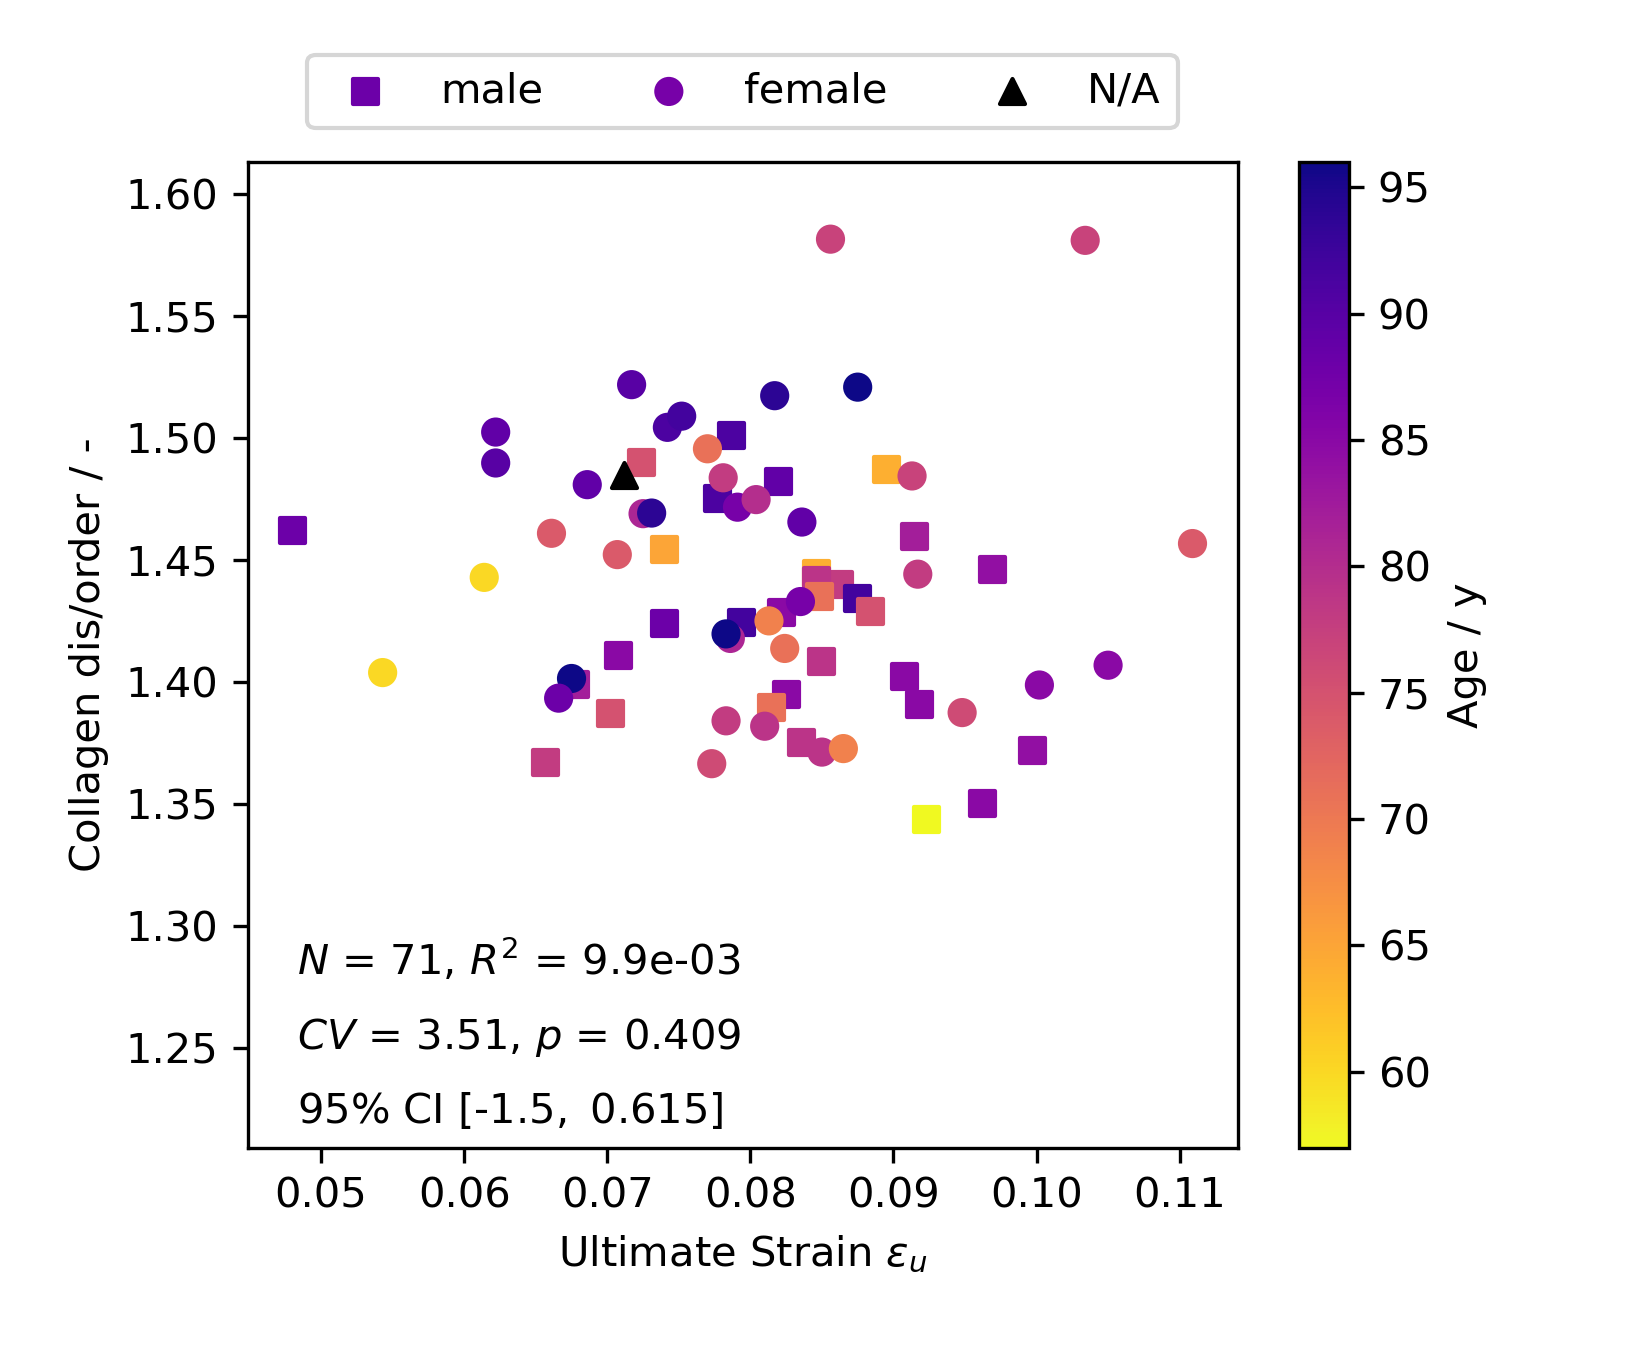 male female N/A
1.60
1.55
1.50
1.45
1.40
1.35
1.30
1.25
Collagen dis/order / -
N = 71, R² = 9.9e-03
CV = 3.51, p = 0.409
95% CI [-1.5, 0.615]
0.05 0.06 0.07 0.08 0.09 0.10 0.11
Ultimate Strain εᵤ
95
90
85
80
75
70
65
60
Age / y